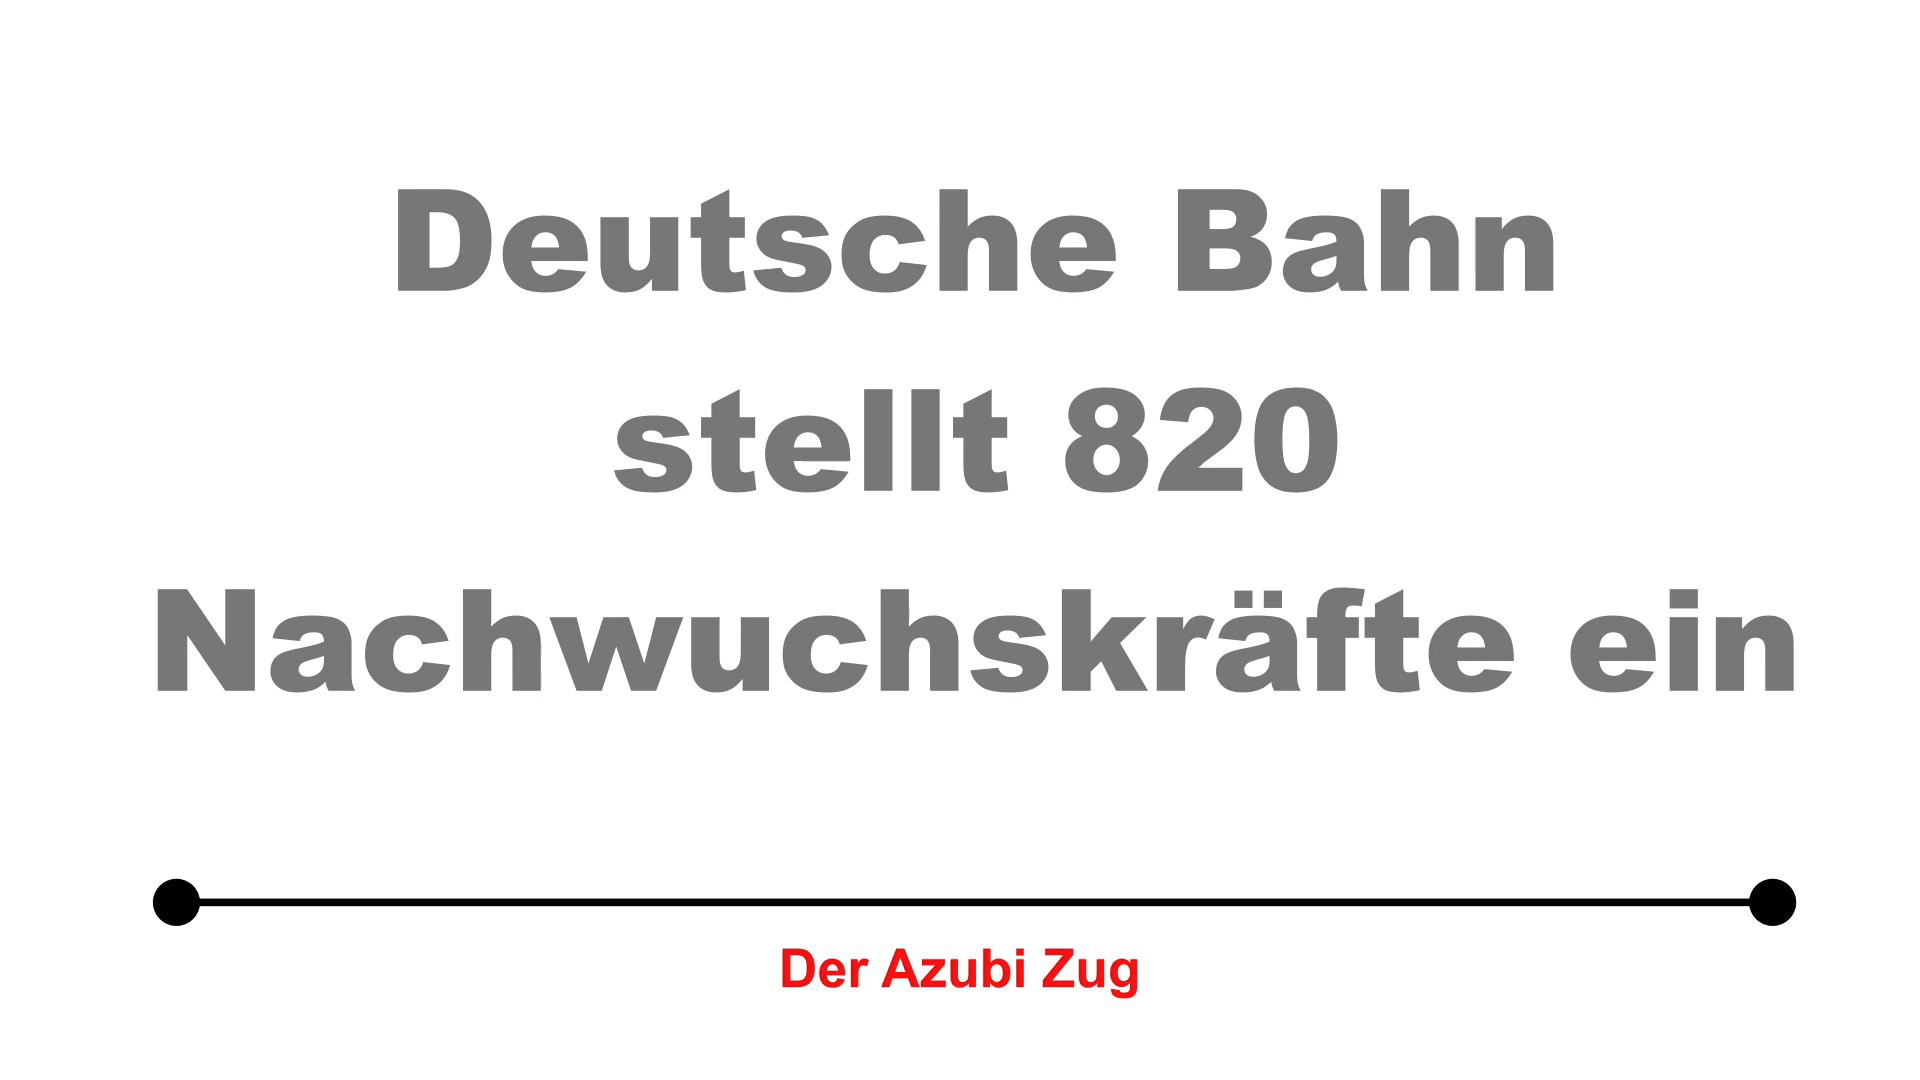 Deutsche Bahn
stellt 820
Nachwuchskräfte ein
Der Azubi Zug